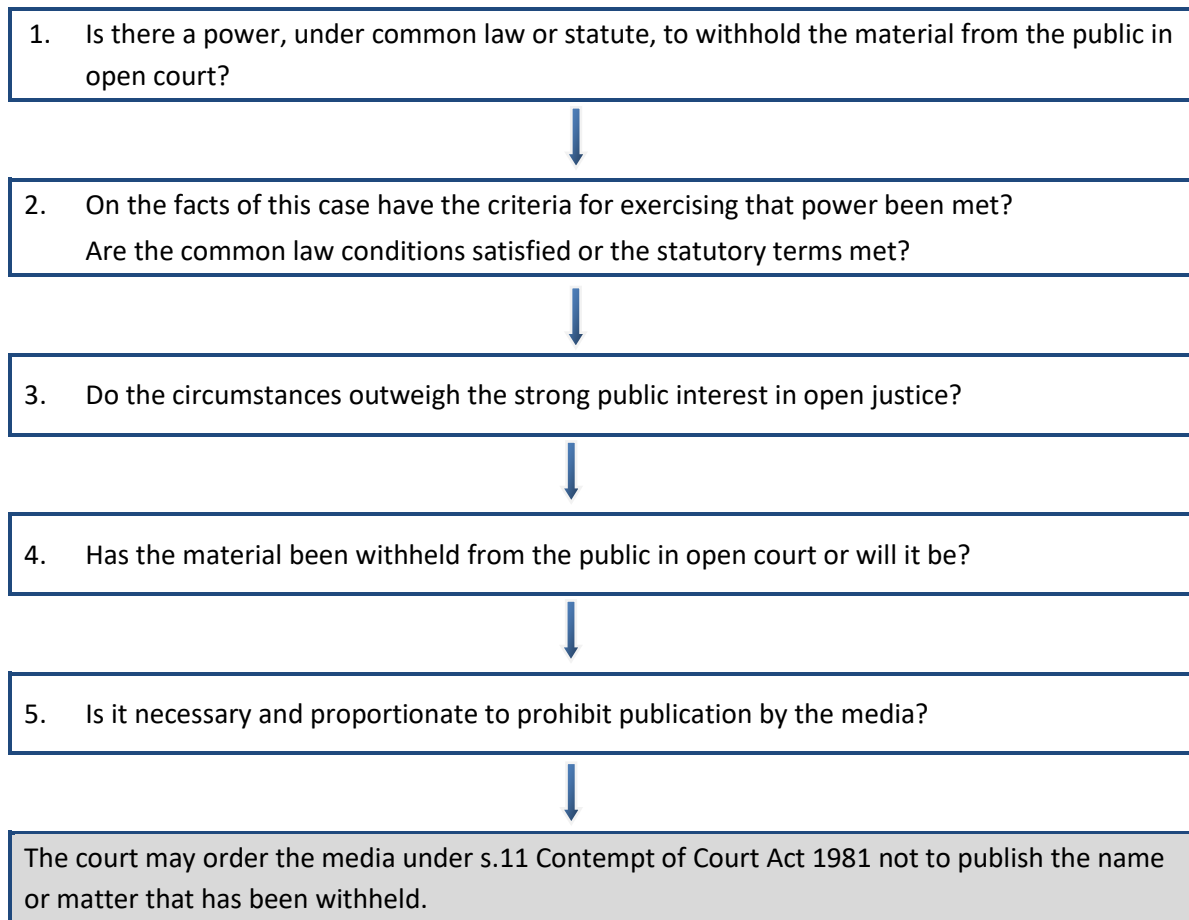 1. Is there a power, under common law or statute, to withhold the material from the public in
open court?
2. On the facts of this case have the criteria for exercising that power been met?
Are the common law conditions satisfied or the statutory terms met?
3. Do the circumstances outweigh the strong public interest in open justice?
4. Has the material been withheld from the public in open court or will it be?
5. Is it necessary and proportionate to prohibit publication by the media?
The court may order the media under s.11 Contempt of Court Act 1981 not to publish the name
or matter that has been withheld.